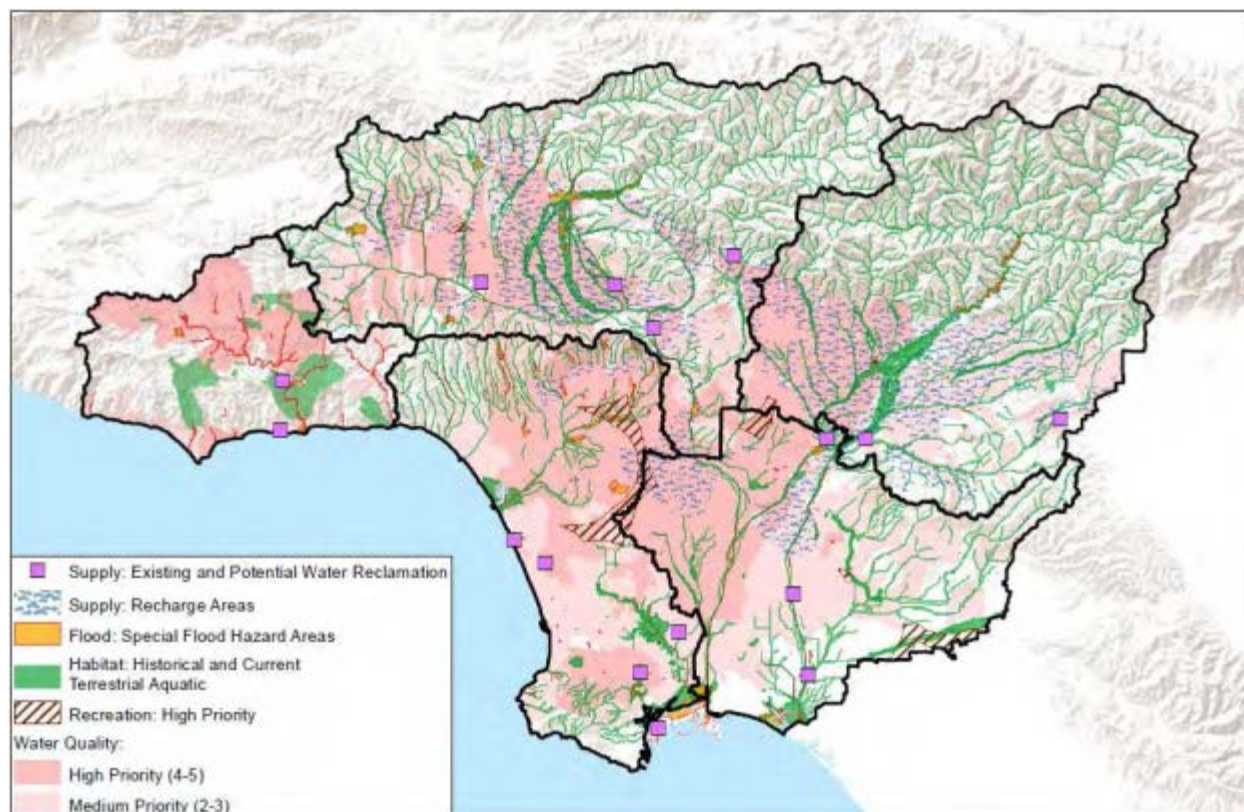 Supply: Existing and Potential Water Reclamation
Supply: Recharge Areas
Flood: Special Flood Hazard Areas
Habitat: Historical and Current
Terrestrial Aquatic
Recreation: High Priority
Water Quality:
High Priority (4-5)
Medium Priority (2-3)